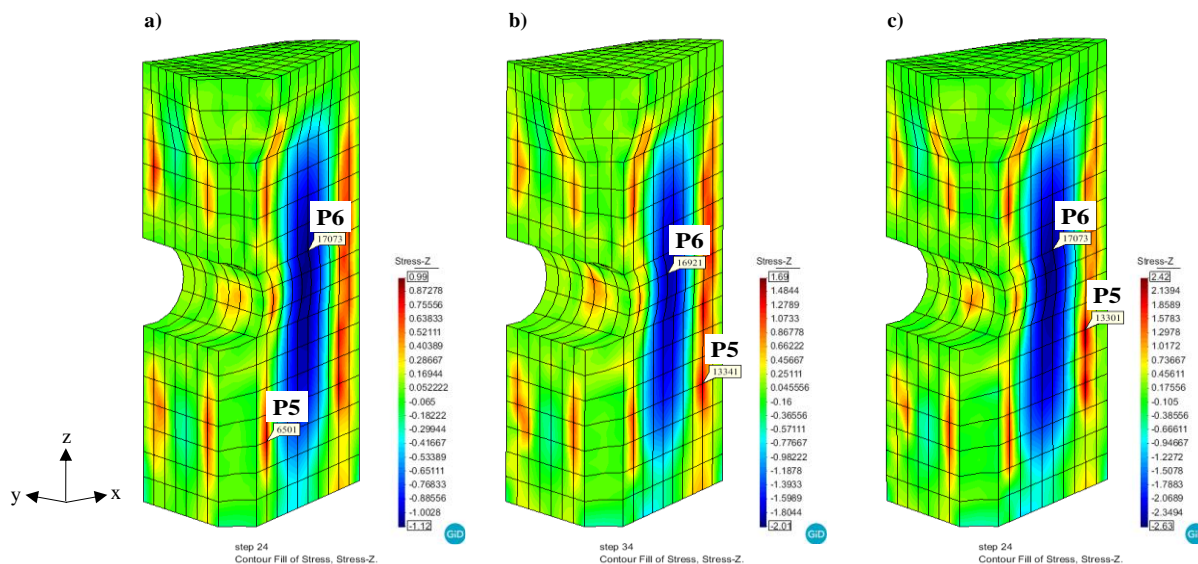 a)
P6
17073
P5
6501
Stress-Z
0.99
0.87278
0.75556
0.63833
0.52111
0.40389
0.28667
0.16944
0.052222
-0.065
-0.18222
-0.29944
-0.41667
-0.53389
-0.65111
-0.76833
-0.88556
-1.0028
-1.12
GiD
step 24
Contour Fill of Stress, Stress-Z.
z
y
x
b)
P6
16921
P5
13341
Stress-Z
1.69
1.4844
1.2789
1.0733
0.86778
0.66222
0.45667
0.25111
0.045556
-0.16
-0.36556
-0.57111
-0.77667
-0.98222
-1.1878
-1.3933
-1.5989
-1.8044
-2.01
GiD
step 34
Contour Fill of Stress, Stress-Z.
c)
P6
17073
P5
13301
Stress-Z
2.42
2.1394
1.8589
1.5783
1.2978
1.0172
0.73667
0.45611
0.17556
-0.105
-0.38556
-0.66611
-0.94667
-1.2272
-1.5078
-1.7883
-2.0689
-2.3494
-2.63
GiD
step 24
Contour Fill of Stress, Stress-Z.